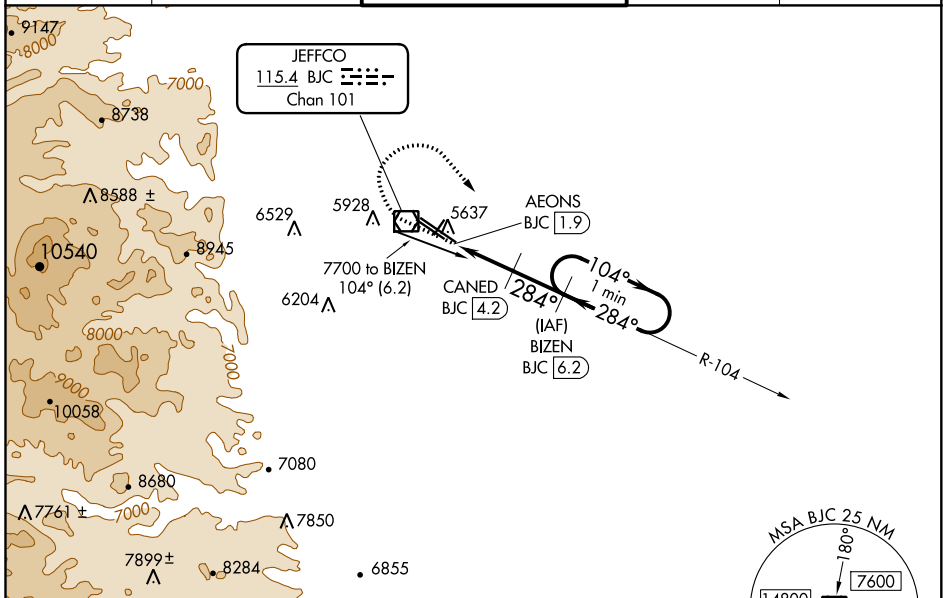 9147
8000
7000
8738
JEFFCO
115.4 BJC
Chan 101
8588 ±
6529
5928
5637
AEONS
BJC 1.9
10540
8945
7700 to BIZEN
104° (6.2)
6204
CANED
BJC 4.2
284°
104°
1 min
284°
(IAF)
BIZEN
BJC 6.2
R-104
8000
7000
9000
10058
7080
8680
7761 ±
7000
7850
7899±
8284
6855
MSA BJC 25 NM
180°
7600
14800